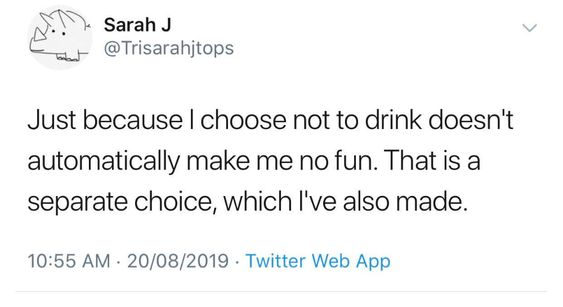 Sarah J
@Trisarahjtops
Just because I choose not to drink doesn't
automatically make me no fun. That is a
separate choice, which I've also made.
10:55 AM · 20/08/2019 · Twitter Web App